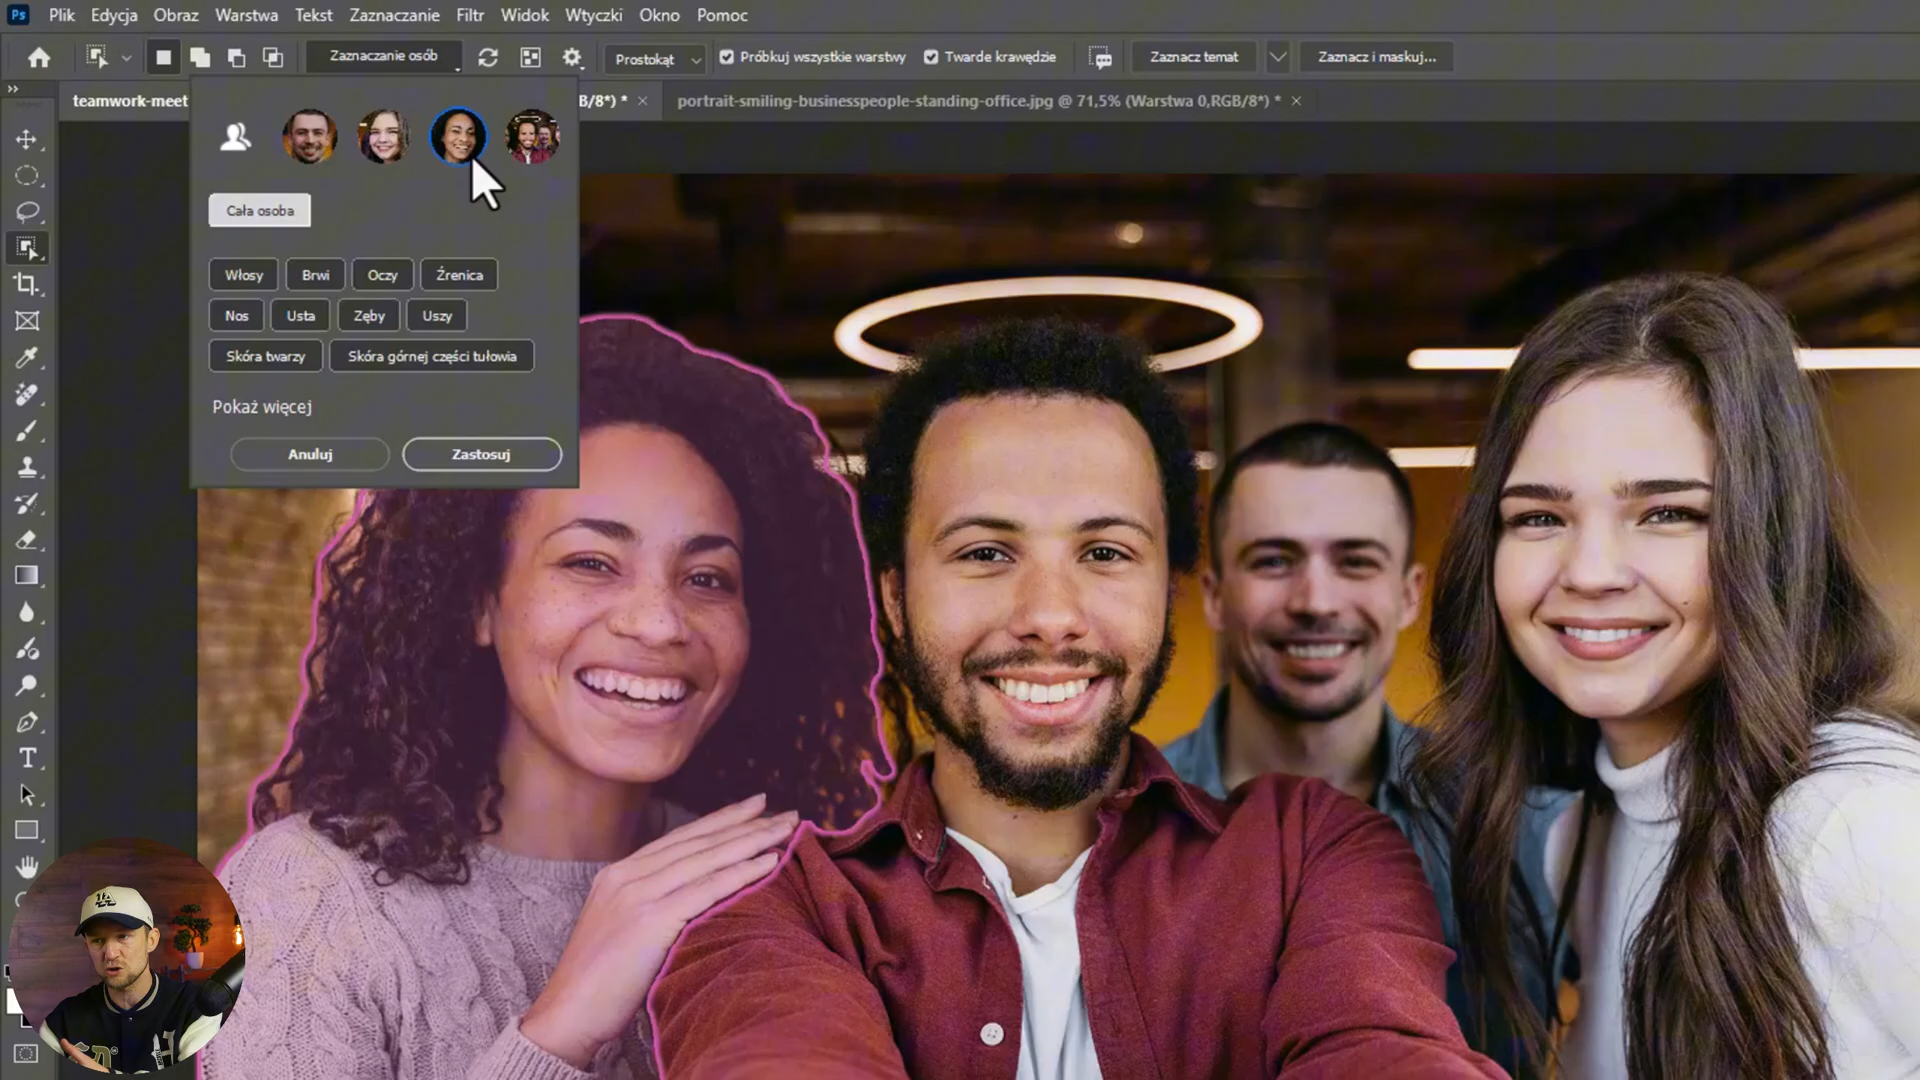 Ps Plik Edycja Obraz Warstwa Tekst Zaznaczanie Filtr Widok Wtyczki Okno Pomoc
Zaznaczanie osób Prostokąt Próbkuj wszystkie warstwy Twarde krawędzie Zaznacz temat Zaznacz i maskuj...
teamwork-meet B/8*) * × portrait-smiling-businesspeople-standing-office.jpg @ 71,5% (Warstwa 0,RGB/8*) * ×
Cała osoba
Włosy Brwi Oczy Źrenica
Nos Usta Zęby Uszy
Skóra twarzy Skóra górnej części tułowia
Pokaż więcej
Anuluj Zastosuj